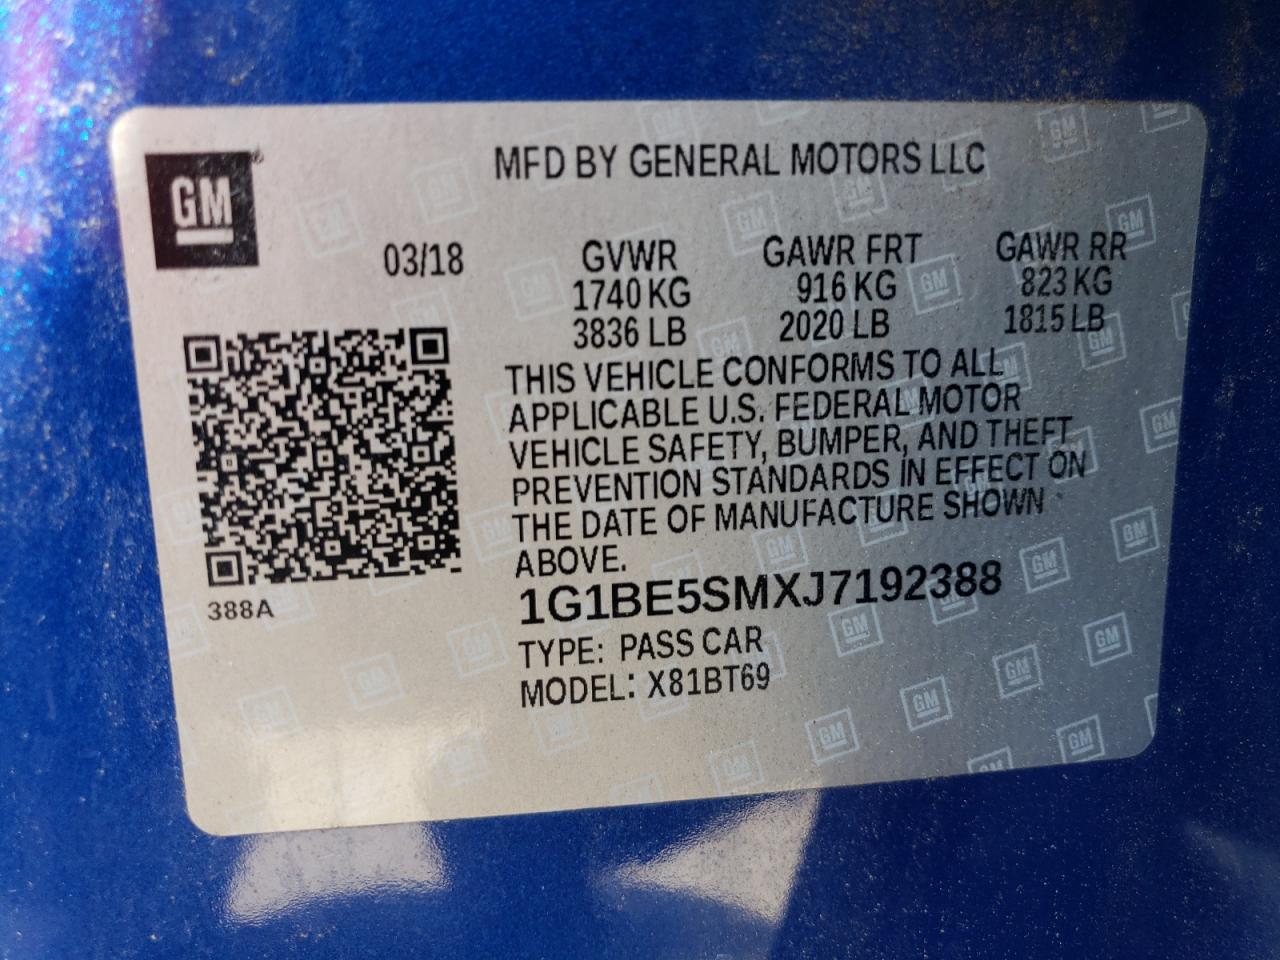 GM
MFD BY GENERAL MOTORS LLC
03/18
GVWR GAWR FRT GAWR RR
1740 KG 916 KG 823 KG
3836 LB 2020 LB 1815 LB
THIS VEHICLE CONFORMS TO ALL
APPLICABLE U.S. FEDERAL MOTOR
VEHICLE SAFETY, BUMPER, AND THEFT
PREVENTION STANDARDS IN EFFECT ON
THE DATE OF MANUFACTURE SHOWN
ABOVE.
1G1BE5SMXJ7192388
388A
TYPE: PASS CAR
MODEL: X81BT69